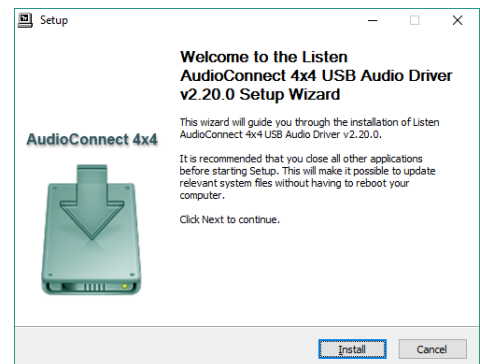 Setup
Welcome to the Listen
AudioConnect 4x4 USB Audio Driver
v2.20.0 Setup Wizard
This wizard will guide you through the installation of Listen
AudioConnect 4x4 USB Audio Driver v2.20.0.
AudioConnect 4x4
It is recommended that you close all other applications
before starting Setup. This will make it possible to update
relevant system files without having to reboot your
computer.
Click Next to continue.
Install
Cancel